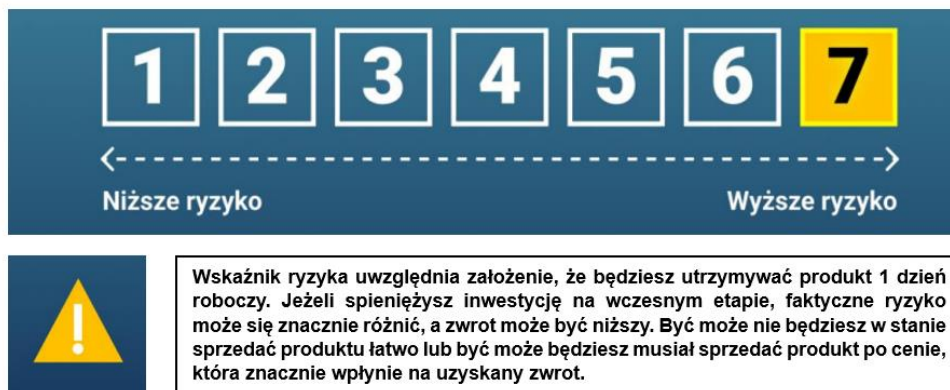 1 2 3 4 5 6 7
Niższe ryzyko Wyższe ryzyko
Wskaźnik ryzyka uwzględnia założenie, że będziesz utrzymywać produkt 1 dzień
roboczy. Jeżeli spieniężysz inwestycję na wczesnym etapie, faktyczne ryzyko
może się znacznie różnić, a zwrot może być niższy. Być może nie będziesz w stanie
sprzedać produktu łatwo lub być może będziesz musiał sprzedać produkt po cenie,
która znacznie wpłynie na uzyskany zwrot.